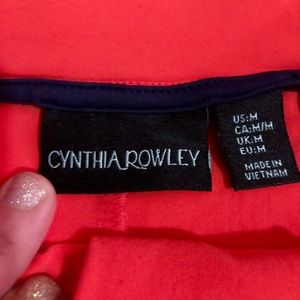 CYNTHIA ROWLEY
US:M
CA:M/M
UK:M
EU:M
MADE IN
VIETNAM